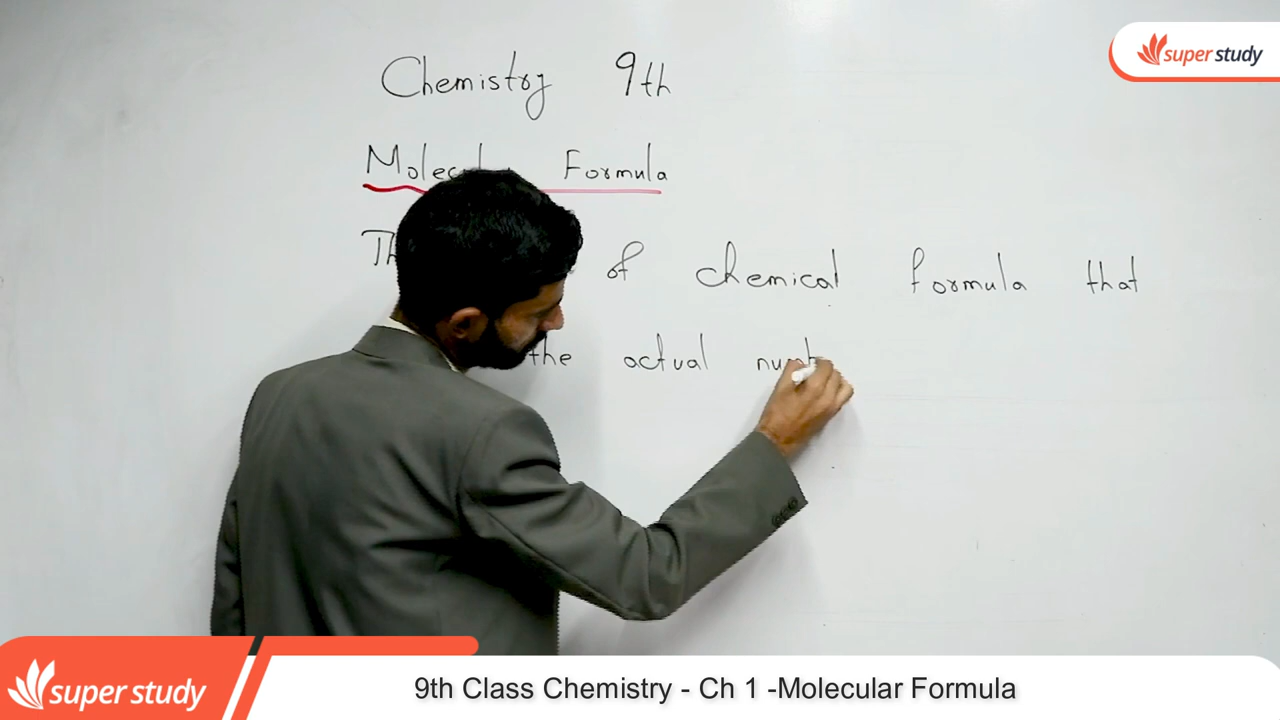 super study
Chemistry 9th
Formula
of chemical formula that
the actual
super study
9th Class Chemistry - Ch 1 -Molecular Formula